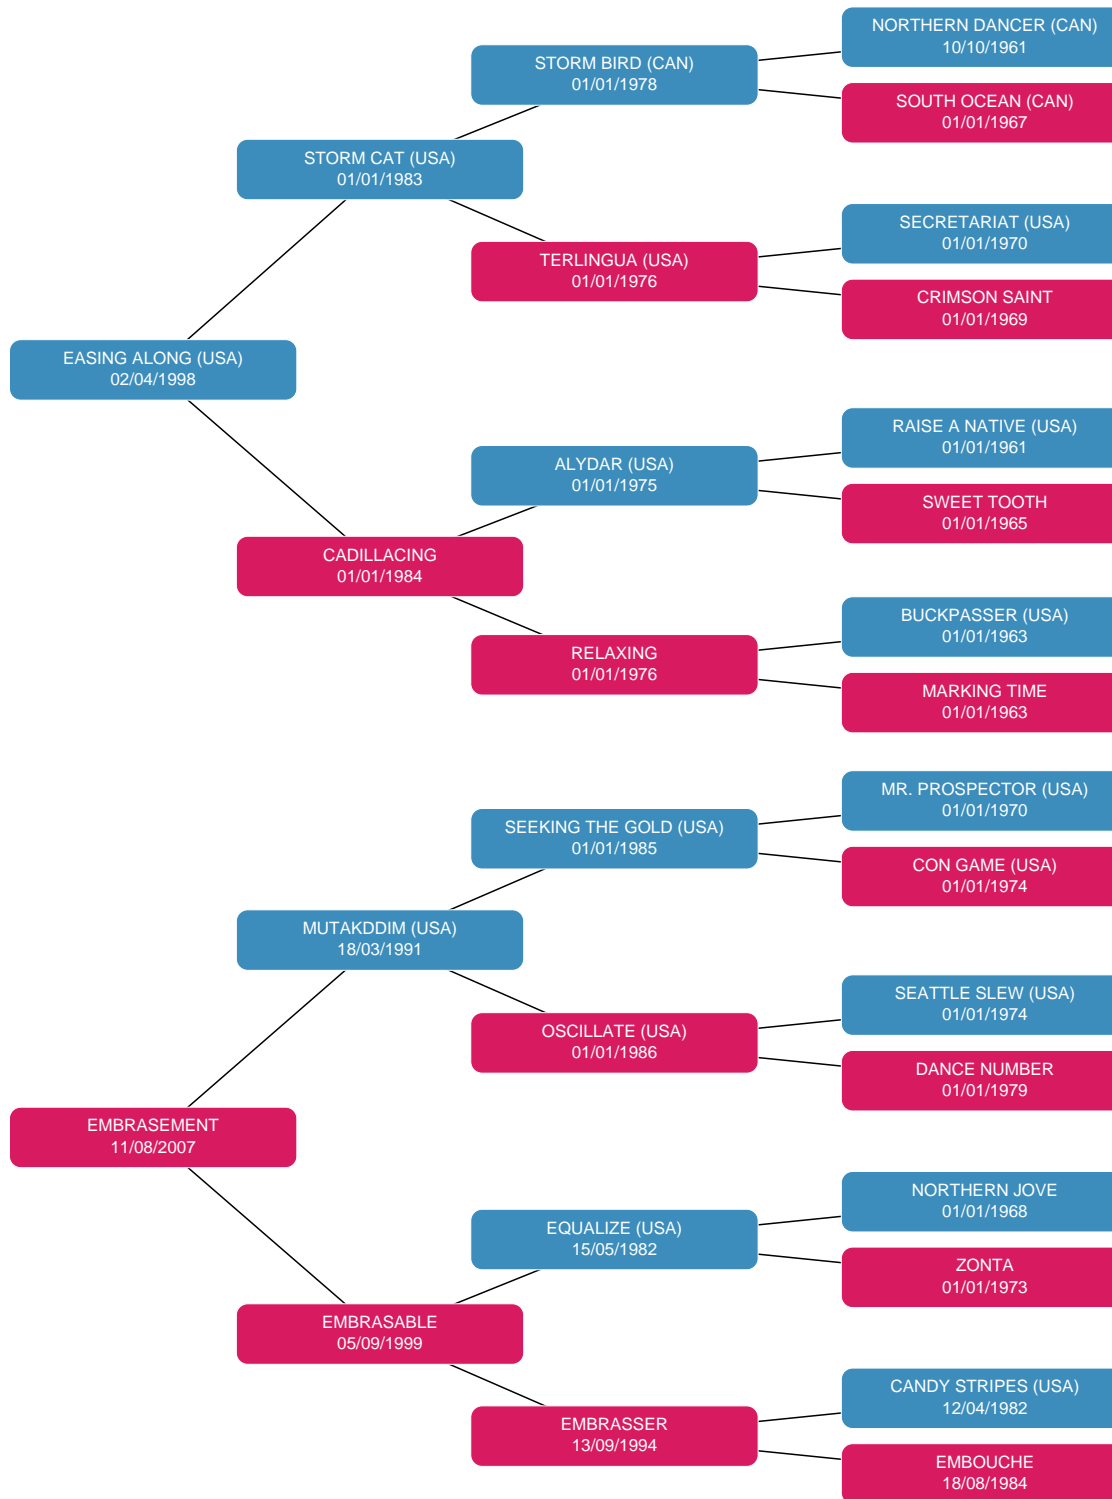 NORTHERN DANCER (CAN)
10/10/1961
STORM BIRD (CAN)
01/01/1978
SOUTH OCEAN (CAN)
01/01/1967
STORM CAT (USA)
01/01/1983
SECRETARIAT (USA)
01/01/1970
TERLINGUA (USA)
01/01/1976
CRIMSON SAINT
01/01/1969
EASING ALONG (USA)
02/04/1998
RAISE A NATIVE (USA)
01/01/1961
ALYDAR (USA)
01/01/1975
SWEET TOOTH
01/01/1965
CADILLACING
01/01/1984
BUCKPASSER (USA)
01/01/1963
RELAXING
01/01/1976
MARKING TIME
01/01/1963
MR. PROSPECTOR (USA)
01/01/1970
SEEKING THE GOLD (USA)
01/01/1985
CON GAME (USA)
01/01/1974
MUTAKDDIM (USA)
18/03/1991
SEATTLE SLEW (USA)
01/01/1974
OSCILLATE (USA)
01/01/1986
DANCE NUMBER
01/01/1979
EMBRASEMENT
11/08/2007
NORTHERN JOVE
01/01/1968
EQUALIZE (USA)
15/05/1982
ZONTA
01/01/1973
EMBRASABLE
05/09/1999
CANDY STRIPES (USA)
12/04/1982
EMBRASSER
13/09/1994
EMBOUCHE
18/08/1984